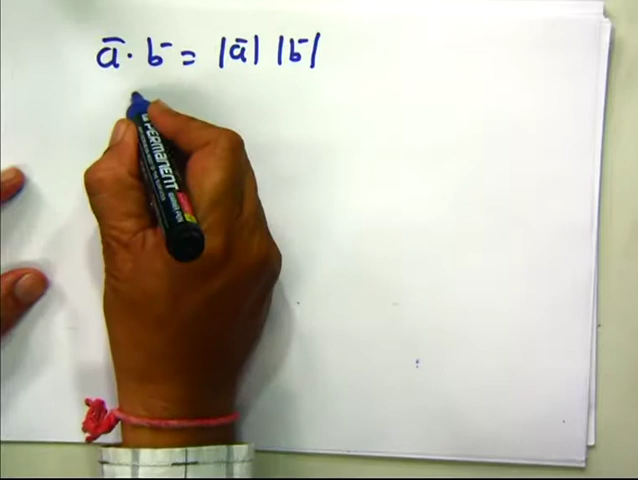 ā · b̄ = |ā| |b̄|
PERMANENT